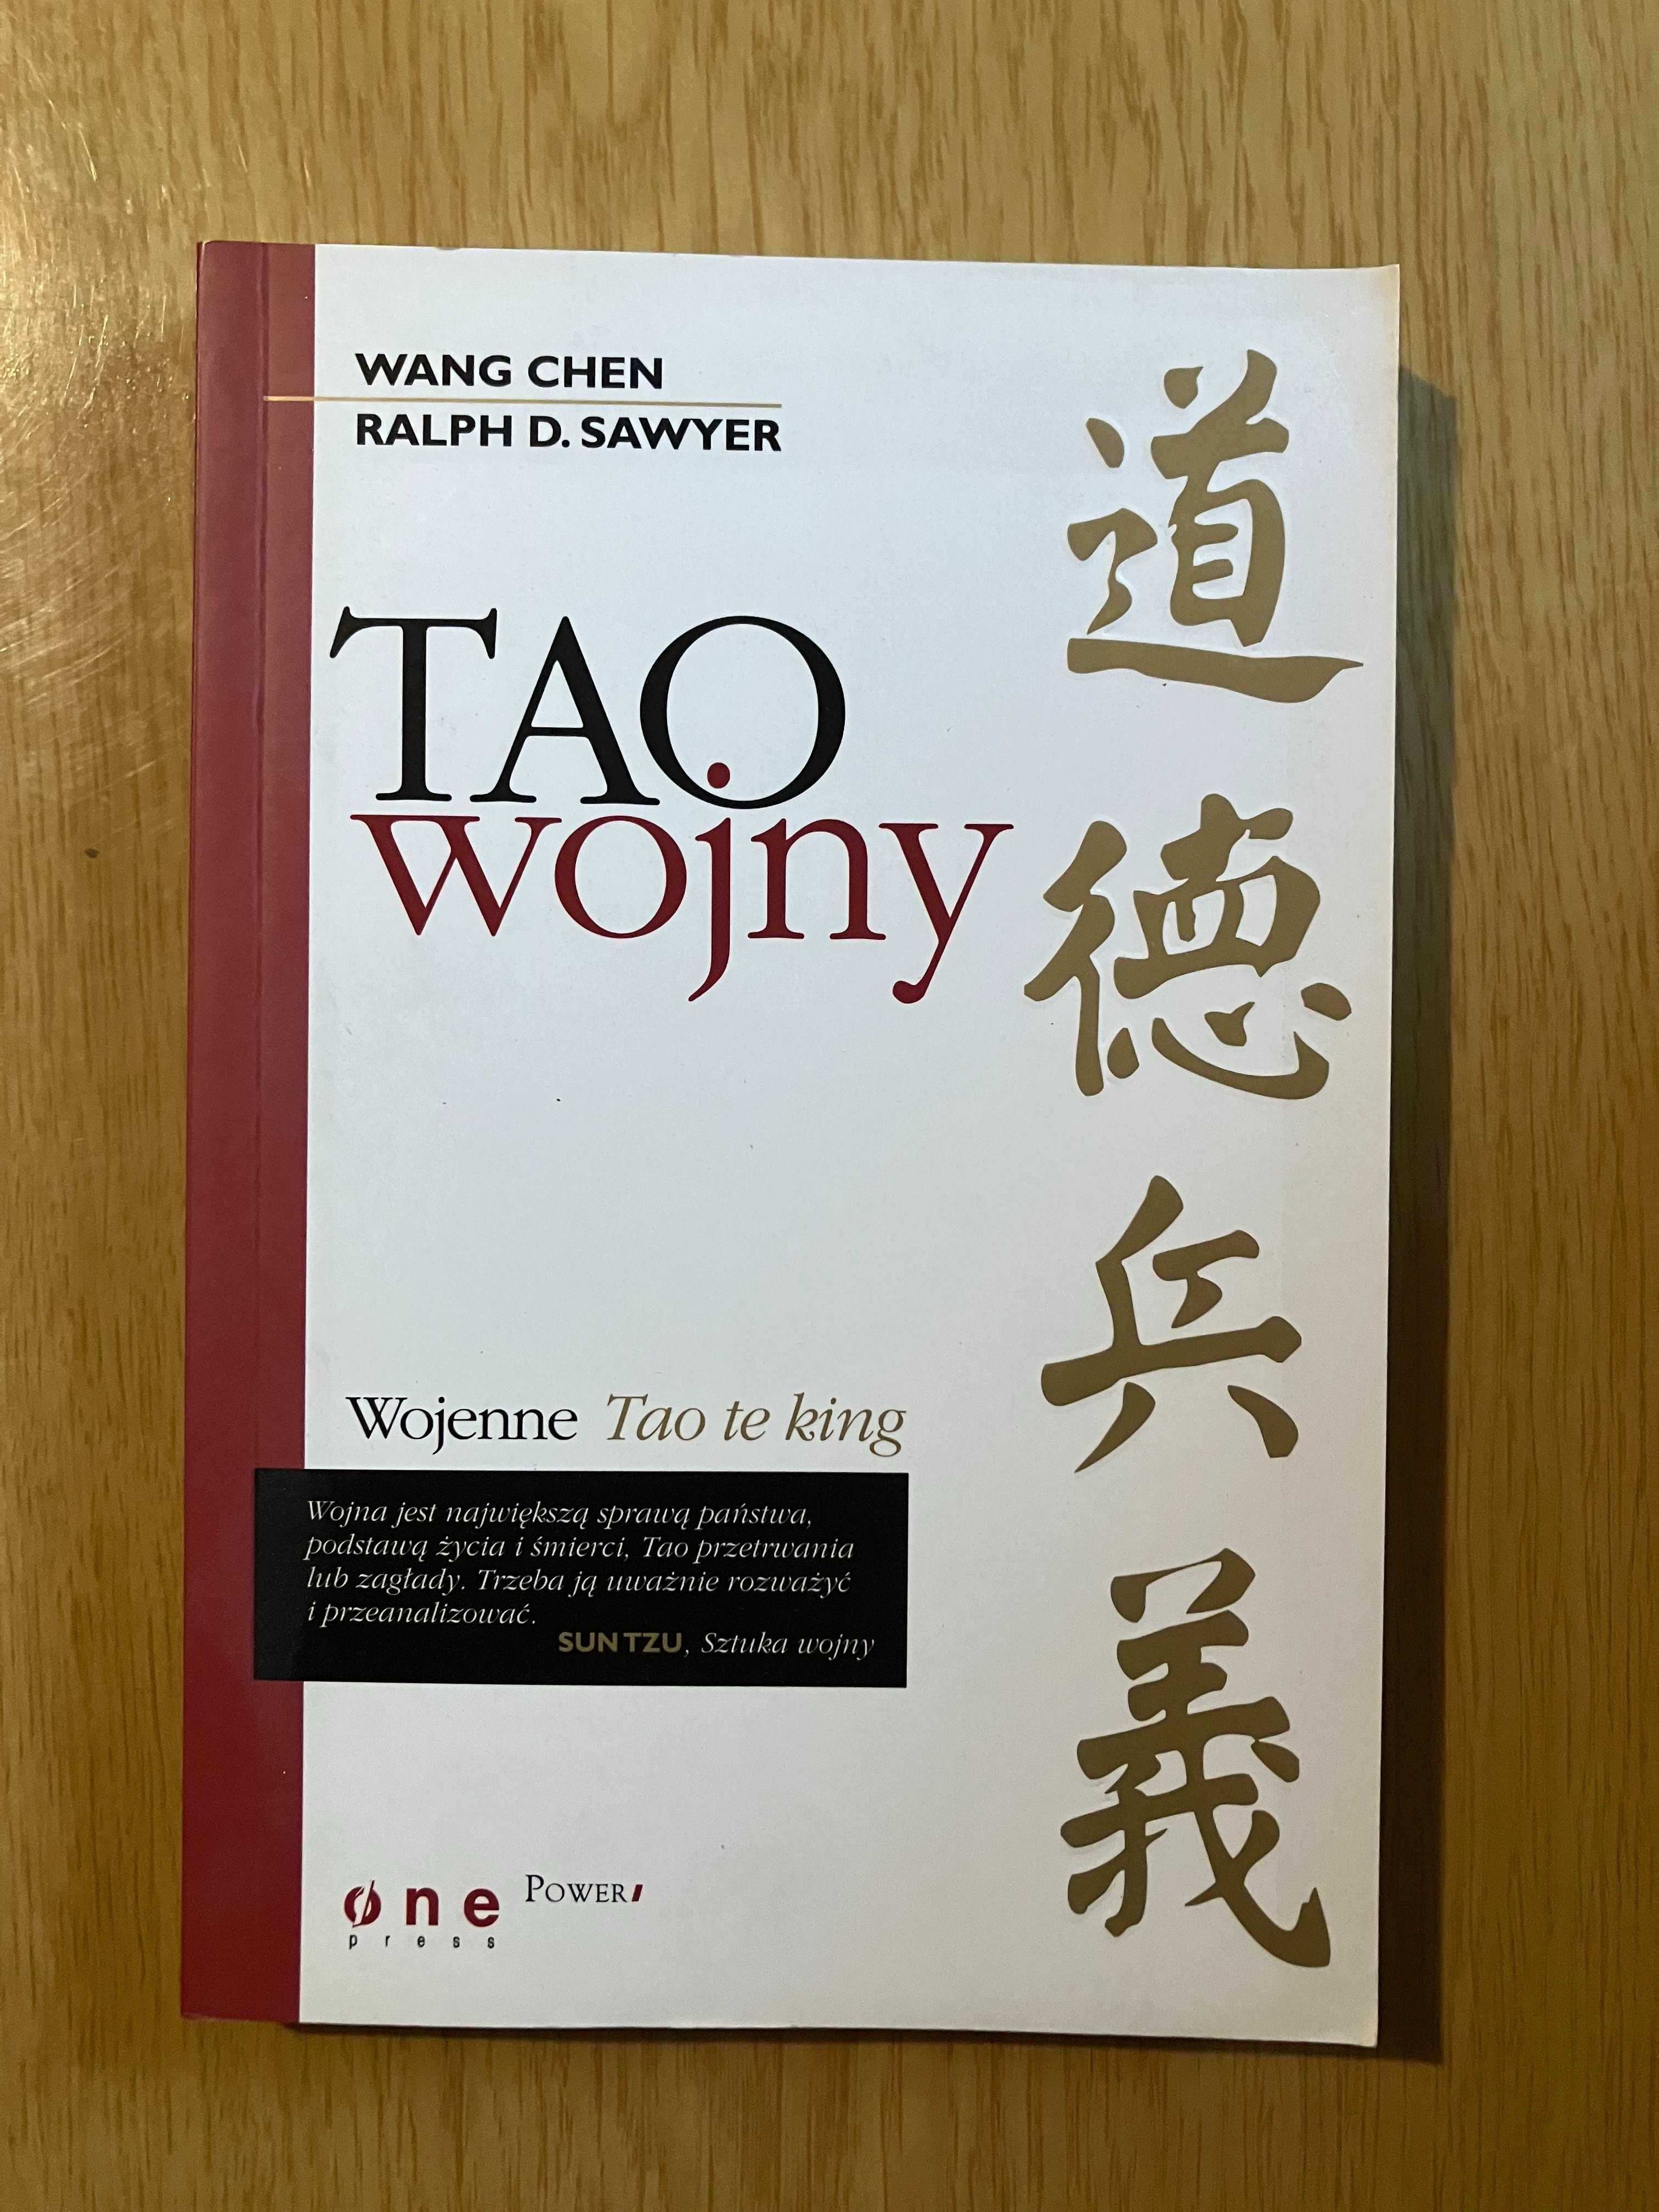 WANG CHEN
RALPH D. SAWYER
TAO
wojny
道
德
兵
義
Wojenne Tao te king
Wojna jest największą sprawą państwa,
podstawą życia i śmierci, Tao przetrwania
lub zagłady. Trzeba ją uważnie rozważyć
i przeanalizować.
SUN TZU, Sztuka wojny
one
press
POWER